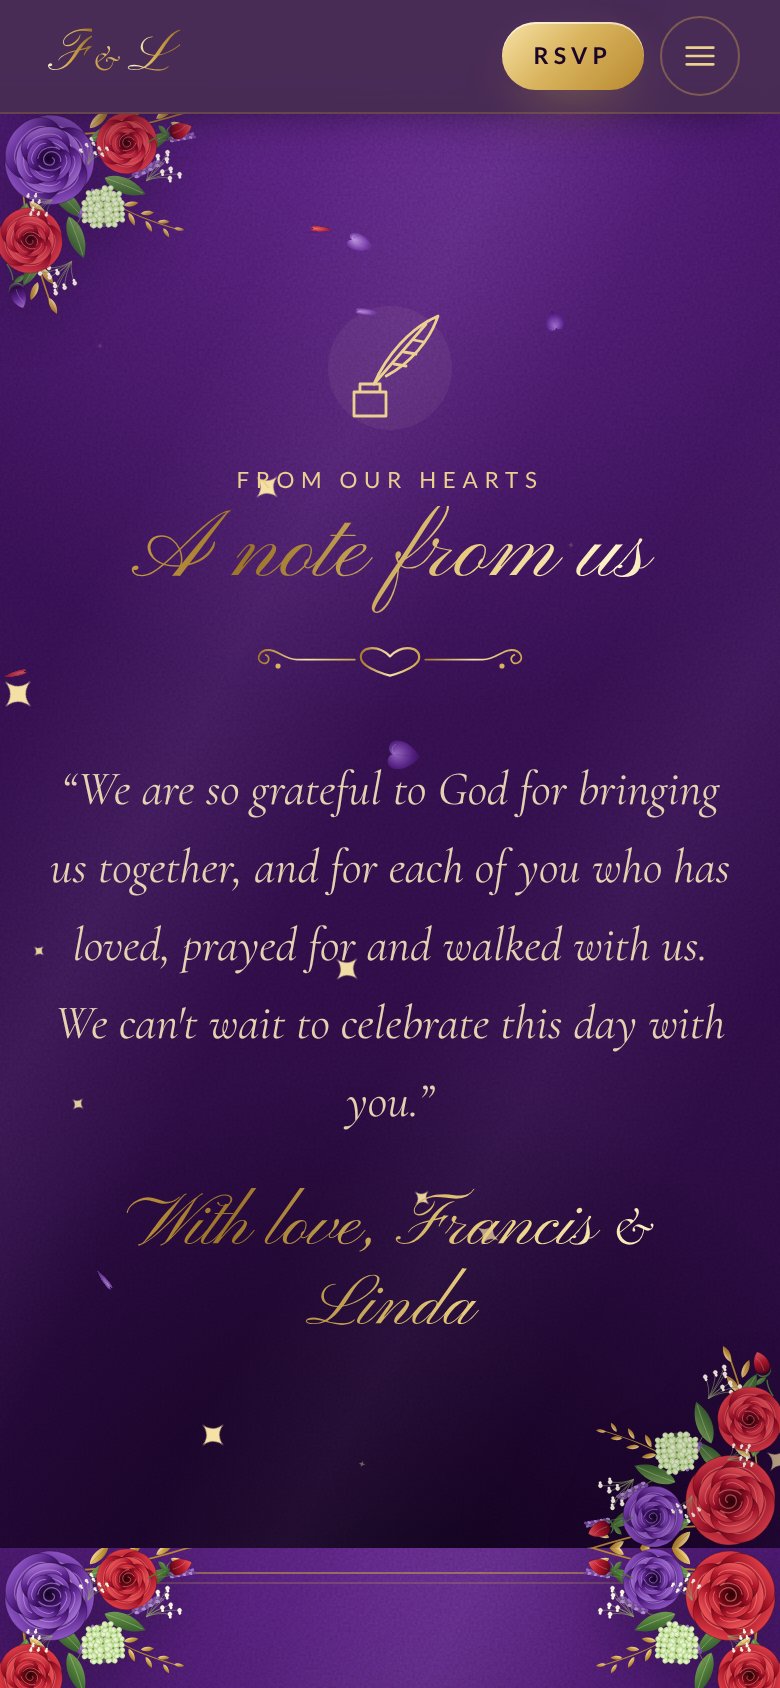 F & L
RSVP
FROM OUR HEARTS
A note from us
“We are so grateful to God for bringing
us together, and for each of you who has
loved, prayed for and walked with us.
We can't wait to celebrate this day with
you.”
With love, Francis &
Linda